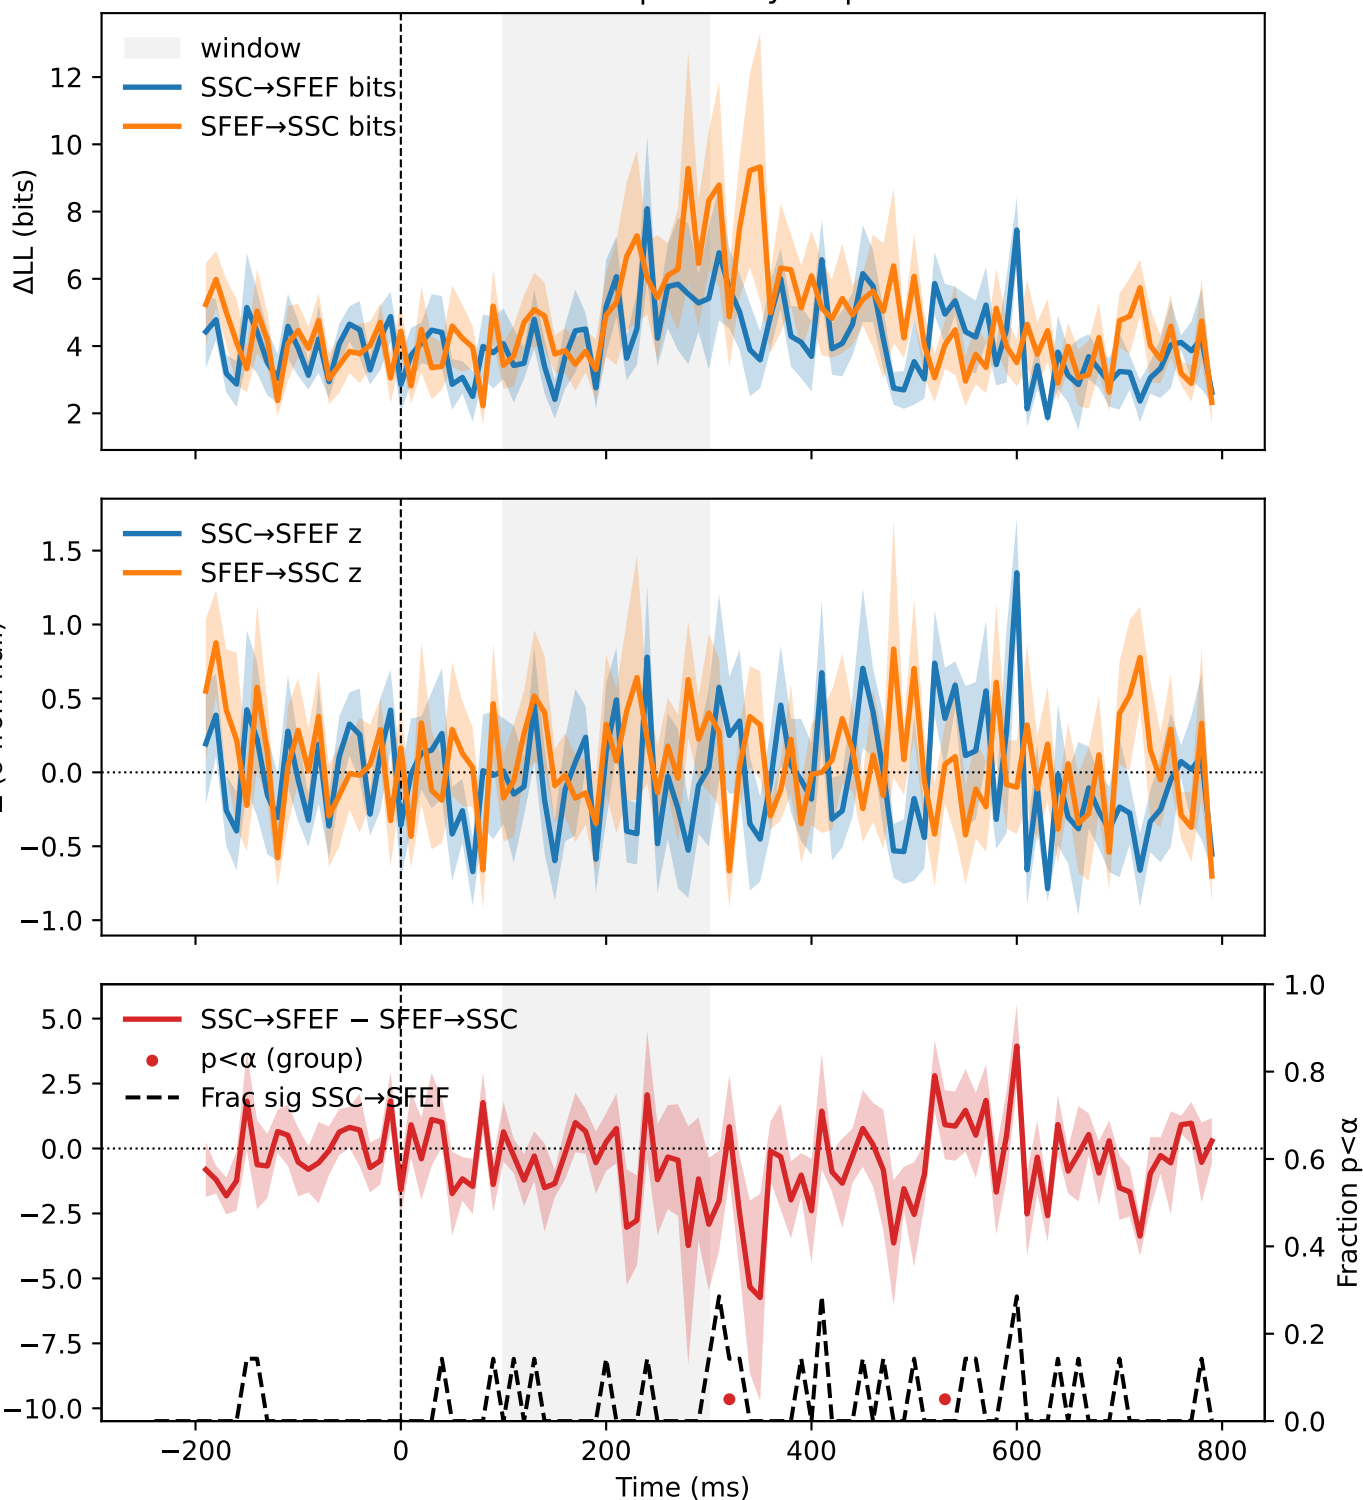 window
SSC→SFEF bits
SFEF→SSC bits
12
10
8
6
4
2
ΔLL (bits)
SSC→SFEF z
SFEF→SSC z
1.5
1.0
0.5
0.0
−0.5
−1.0
SSC→SFEF − SFEF→SSC
p<α (group)
Frac sig SSC→SFEF
5.0
2.5
0.0
−2.5
−5.0
−7.5
−10.0
1.0
0.8
0.6
0.4
0.2
0.0
Fraction p<α
−200
0
200
400
600
800
Time (ms)